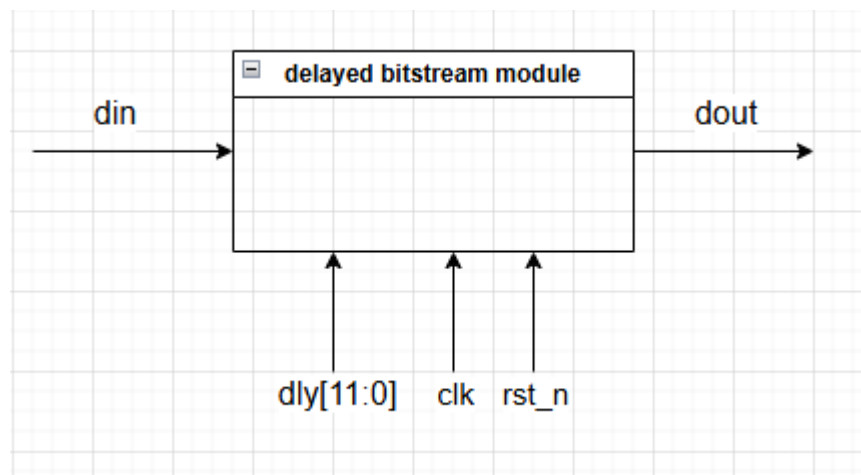 delayed bitstream module
din
dout
dly[11:0]
clk
rst_n